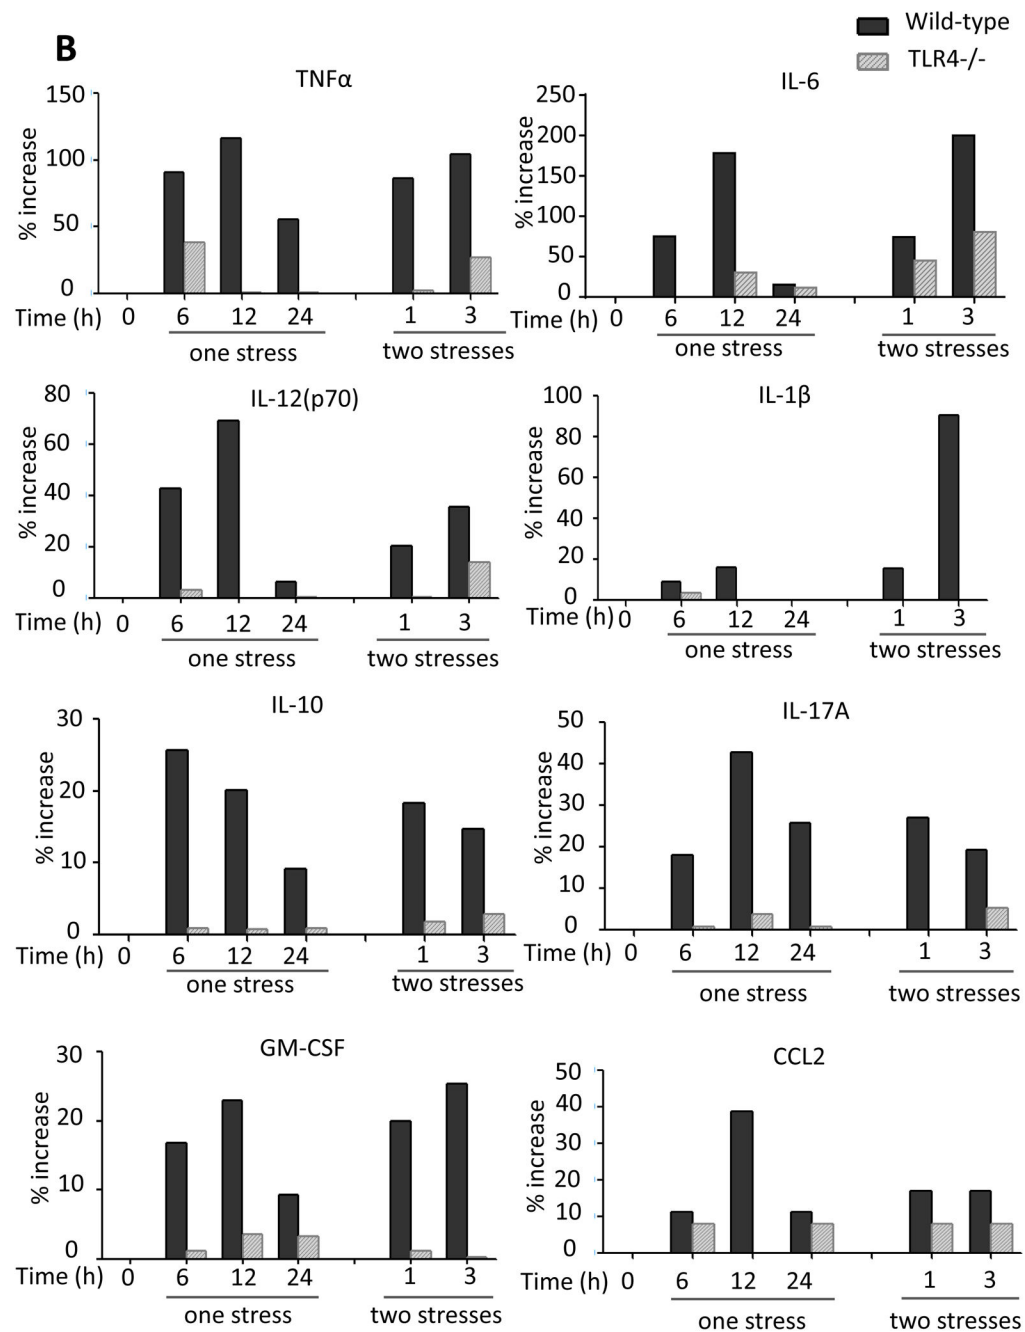 B
Wild-type
TLR4-/-
TNFα
% increase
150
100
50
0
Time (h) 0 6 12 24 1 3
one stress two stresses
IL-6
% increase
250
200
150
100
50
0
Time (h) 0 6 12 24 1 3
one stress two stresses
IL-12(p70)
% increase
80
60
40
20
0
Time (h) 0 6 12 24 1 3
one stress two stresses
IL-1β
% increase
100
80
60
40
20
0
Time (h) 0 6 12 24 1 3
one stress two stresses
IL-10
% increase
30
20
10
0
Time (h) 0 6 12 24 1 3
one stress two stresses
IL-17A
% increase
50
40
30
20
10
0
Time (h) 0 6 12 24 1 3
one stress two stresses
GM-CSF
% increase
30
20
10
0
Time (h) 0 6 12 24 1 3
one stress two stresses
CCL2
% increase
50
40
30
20
10
0
Time (h) 0 6 12 24 1 3
one stress two stresses